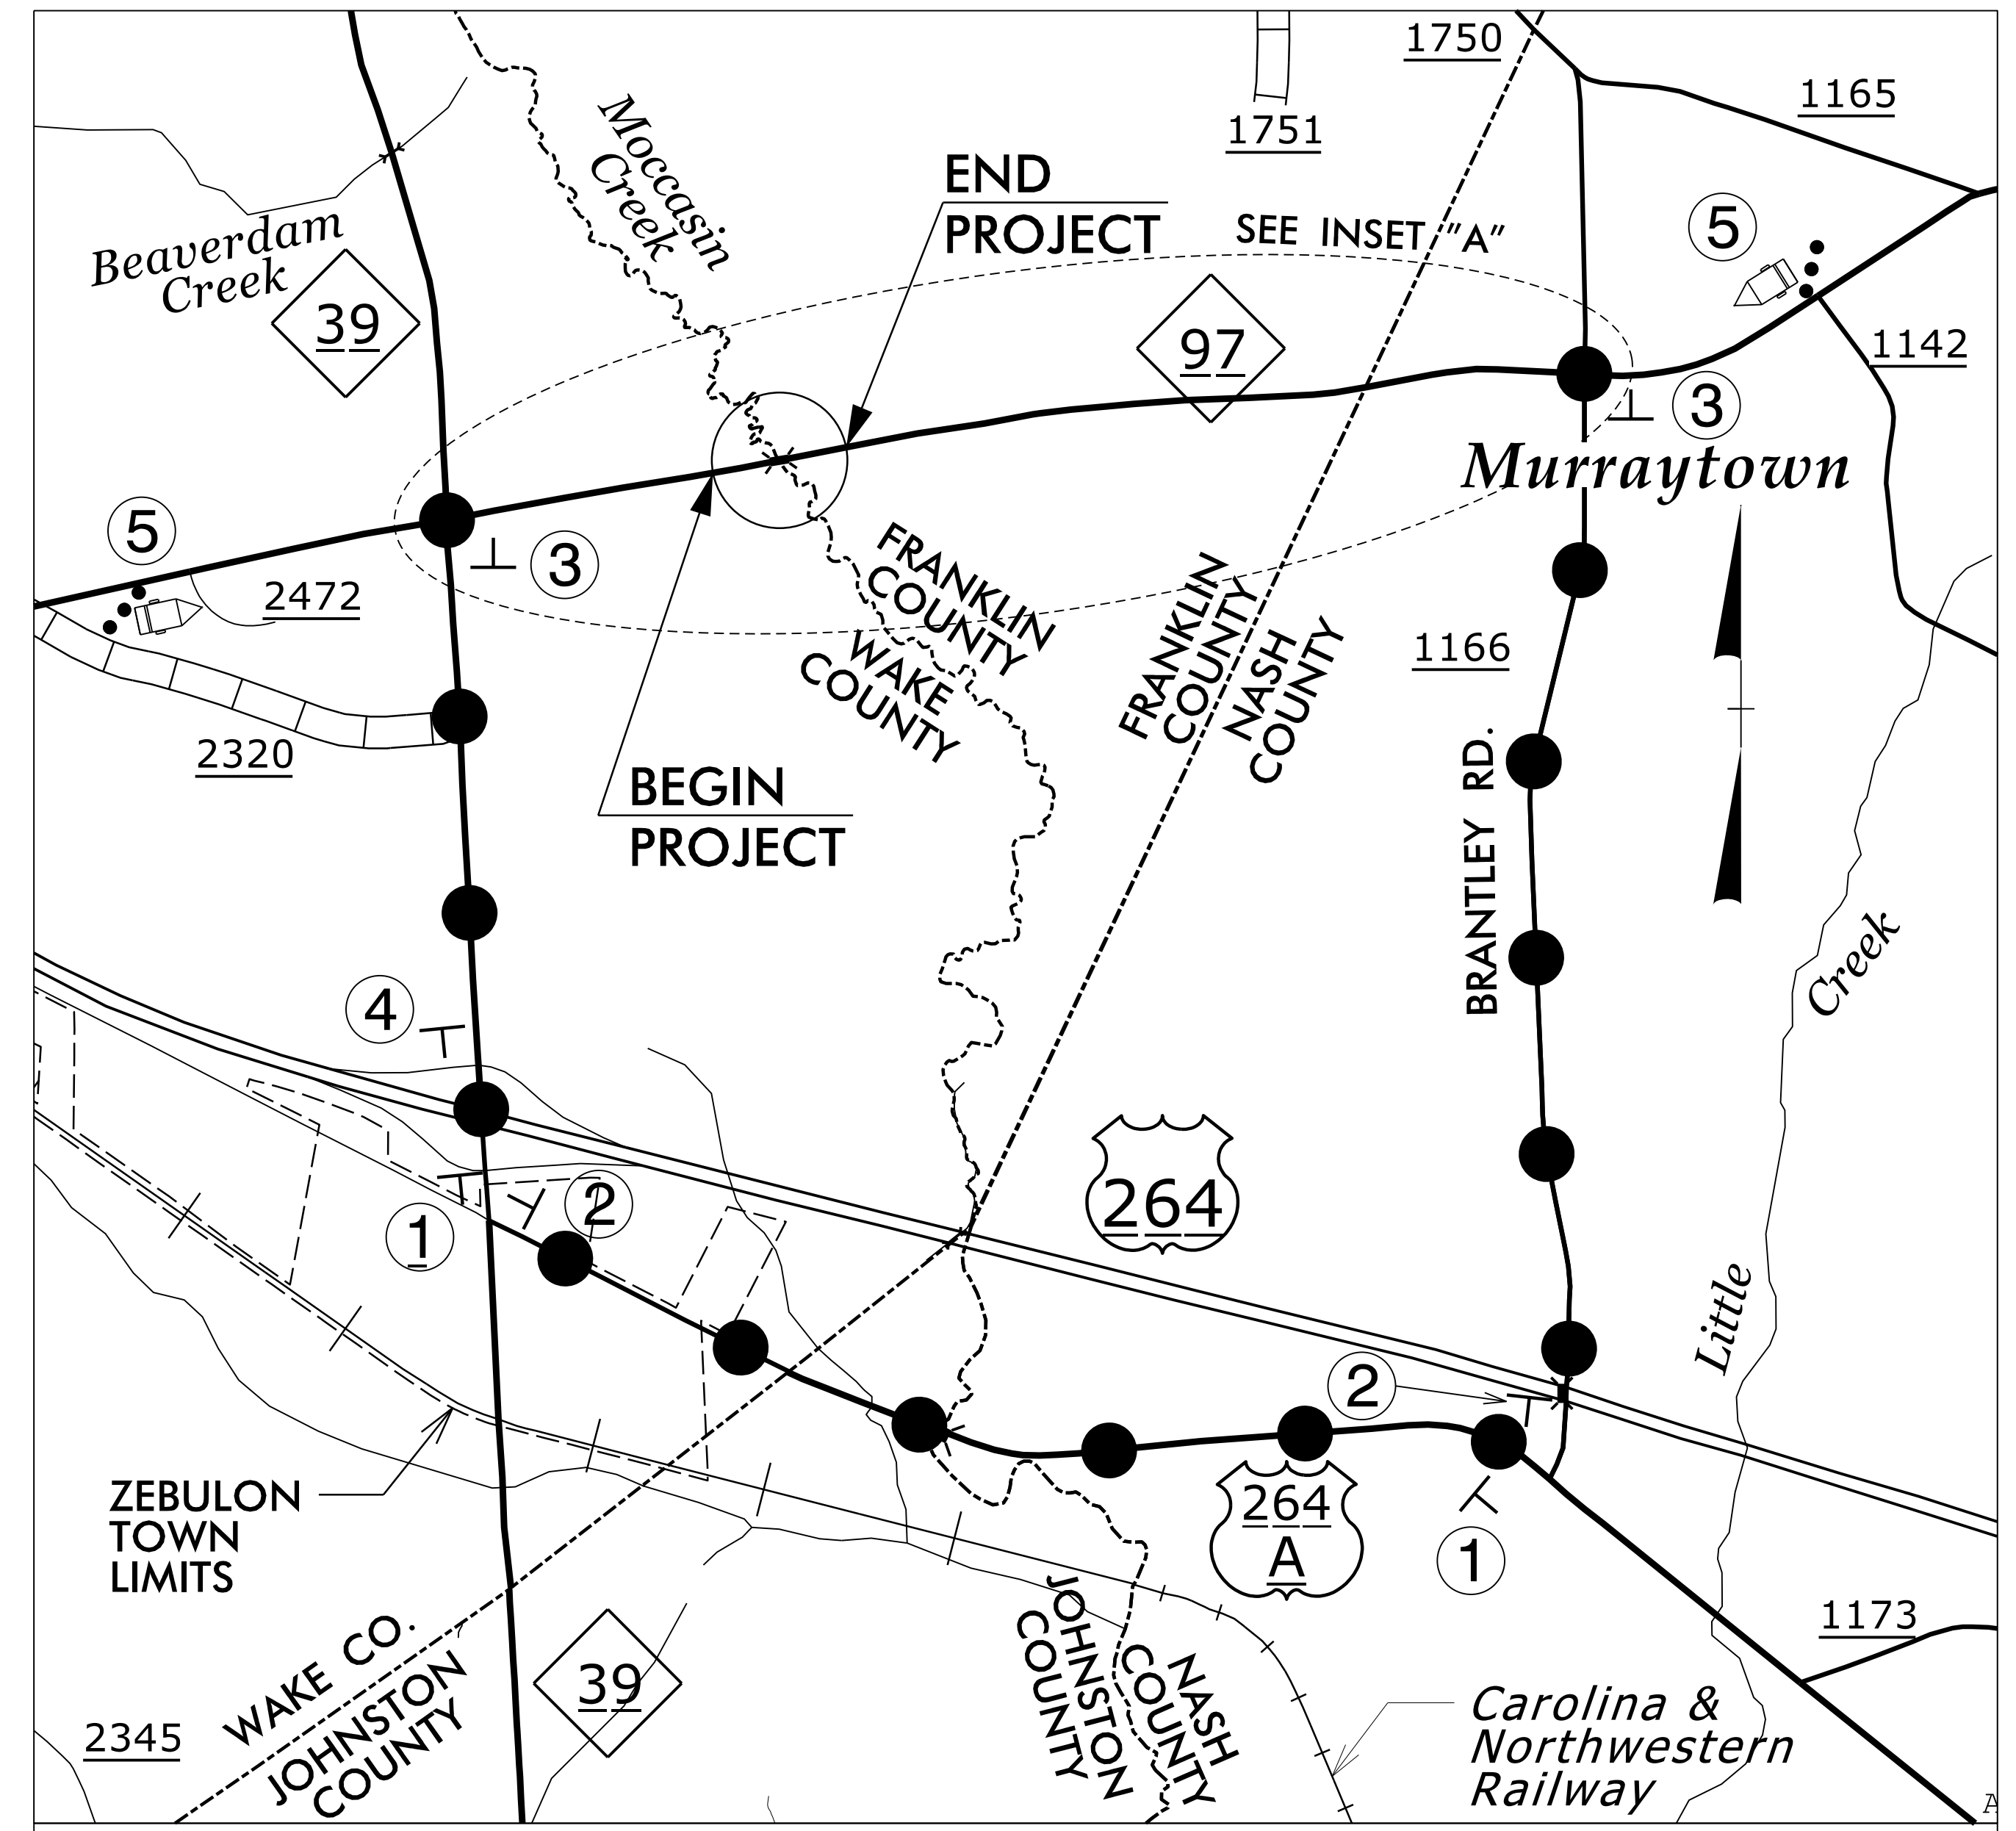 1750
1165
1751
Moccasin
Creek
END
PROJECT
SEE INSET "A"
5
Beaverdam
Creek
39
97
1142
3
Murraytown
5
3
2472
FRANKLIN
COUNTY
WAKE
COUNTY
FRANKLIN
COUNTY
NASH
COUNTY
1166
2320
BEGIN
PROJECT
BRANTLEY RD.
Little
Creek
4
264
2
1
2
ZEBULON
TOWN
LIMITS
264
A
1
WAKE CO.
JOHNSTON
COUNTY
39
JOHNSTON
COUNTY
NASH
COUNTY
1173
2345
Carolina &
Northwestern
Railway